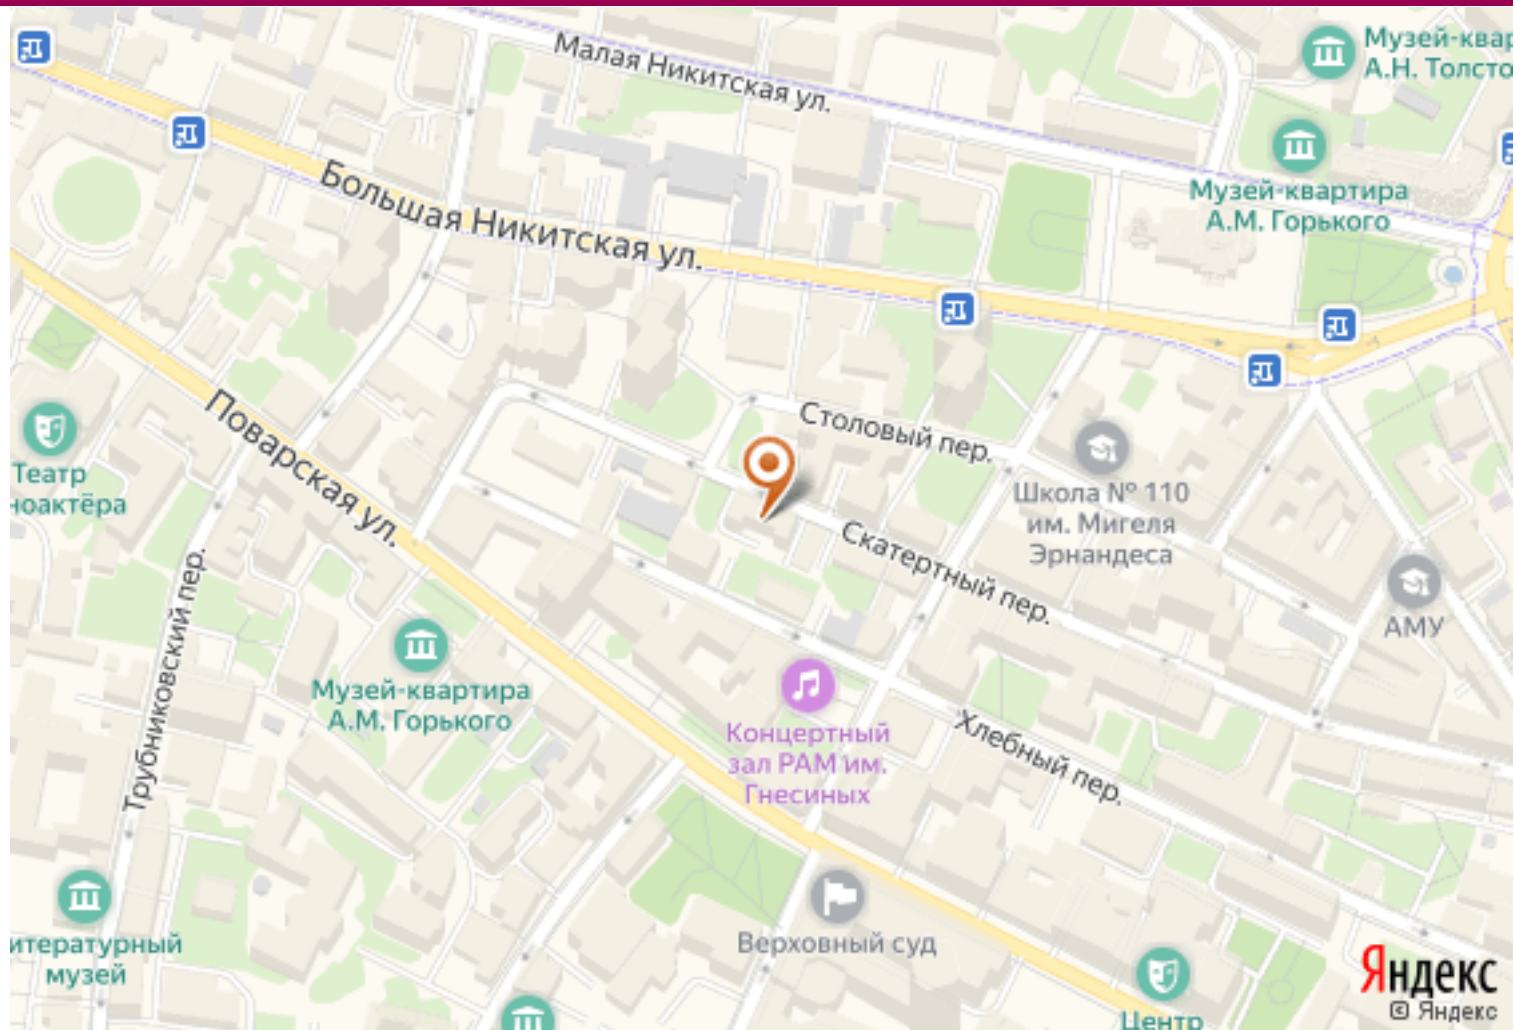 Малая Никитская ул.
Музей-квар
А.Н. Толсто
Большая Никитская ул.
Музей-квартира
А.М. Горького
Столовый пер.
Поварская ул.
Театр
ноактёра
Школа № 110
им. Мигеля
Эрнандеса
Скатертный пер.
АМУ
Трубниковский пер.
Музей-квартира
А.М. Горького
Концертный
зал РАМ им.
Гнесиных
Хлебный пер.
Верховный суд
итературный
музей
Центр
Яндекс
© Яндекс